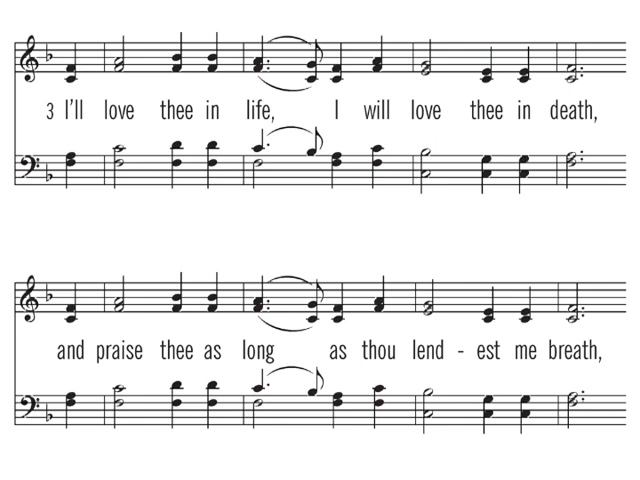 3 I'll love thee in life, I will love thee in death,
and praise thee as long as thou lend - est me breath,